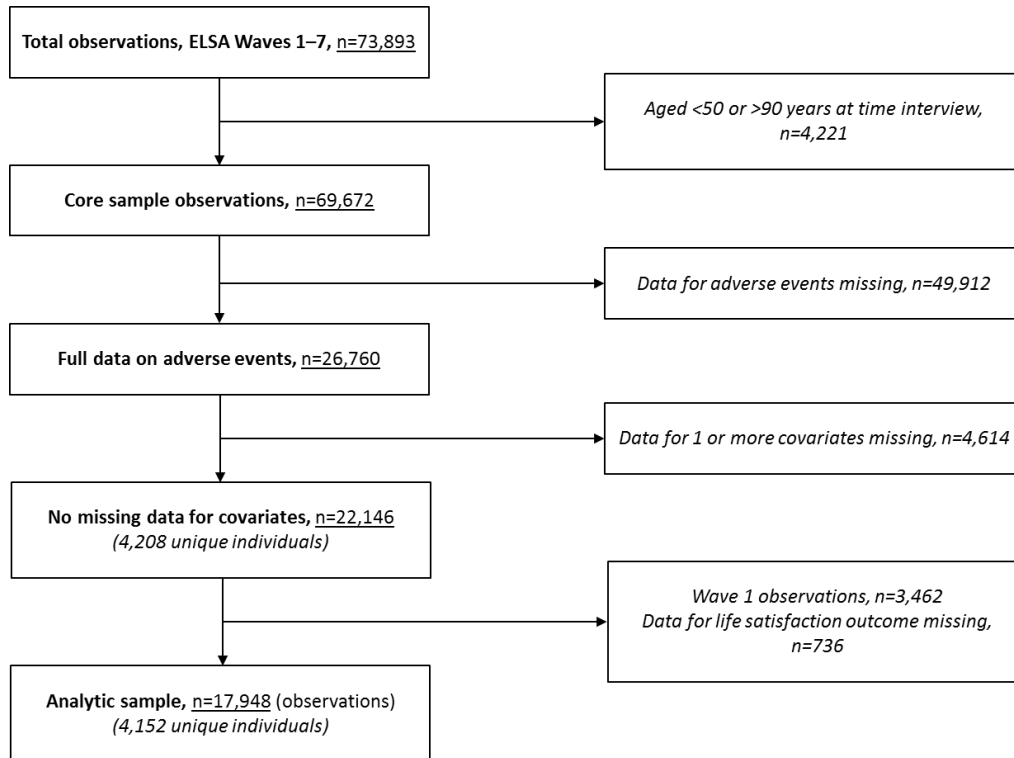 Total observations, ELSA Waves 1–7, n=73,893
Aged <50 or >90 years at time interview,
n=4,221
Core sample observations, n=69,672
Data for adverse events missing, n=49,912
Full data on adverse events, n=26,760
Data for 1 or more covariates missing, n=4,614
No missing data for covariates, n=22,146
(4,208 unique individuals)
Wave 1 observations, n=3,462
Data for life satisfaction outcome missing,
n=736
Analytic sample, n=17,948 (observations)
(4,152 unique individuals)